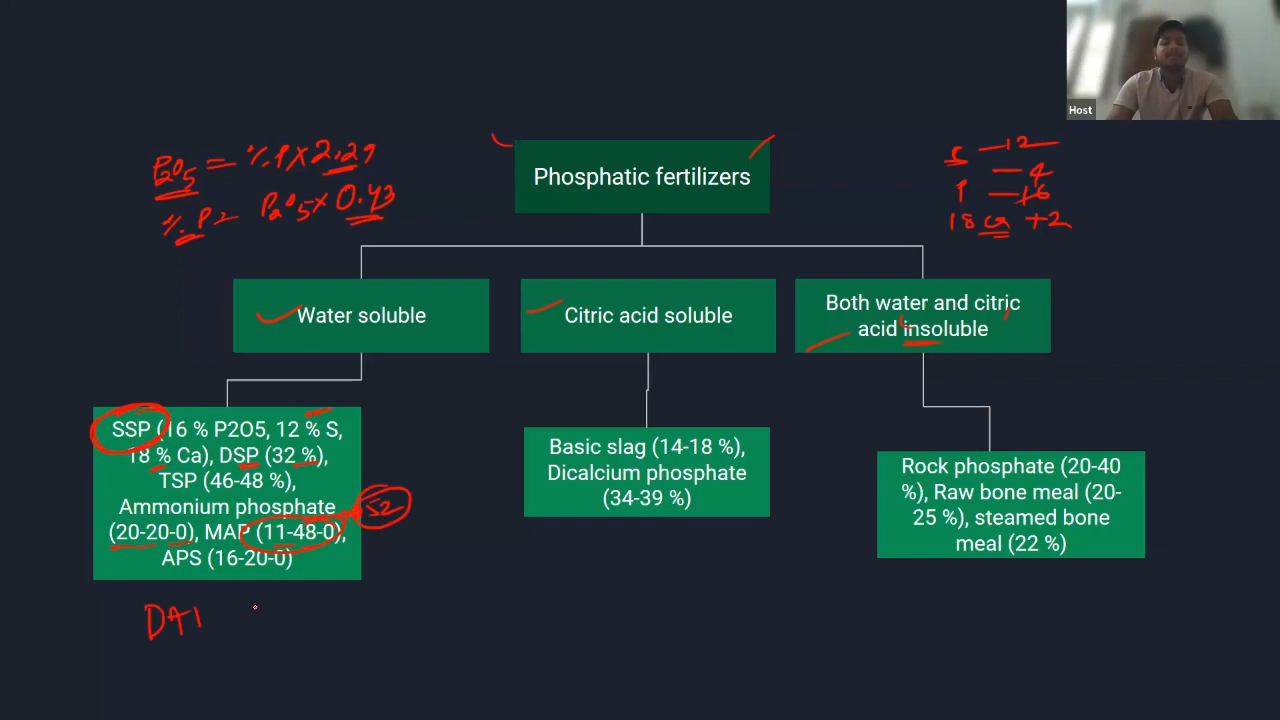 Host
P2O5 = % P X 2.29
% P = P2O5 X 0.43
S — 12
— 4
P — 16
18 Ca +2
Phosphatic fertilizers
Water soluble
Citric acid soluble
Both water and citric
acid insoluble
SSP (16 % P2O5, 12 % S,
18 % Ca), DSP (32 %),
TSP (46-48 %),
Ammonium phosphate
(20-20-0), MAP (11-48-0),
APS (16-20-0)
52
Basic slag (14-18 %),
Dicalcium phosphate
(34-39 %)
Rock phosphate (20-40
%), Raw bone meal (20-
25 %), steamed bone
meal (22 %)